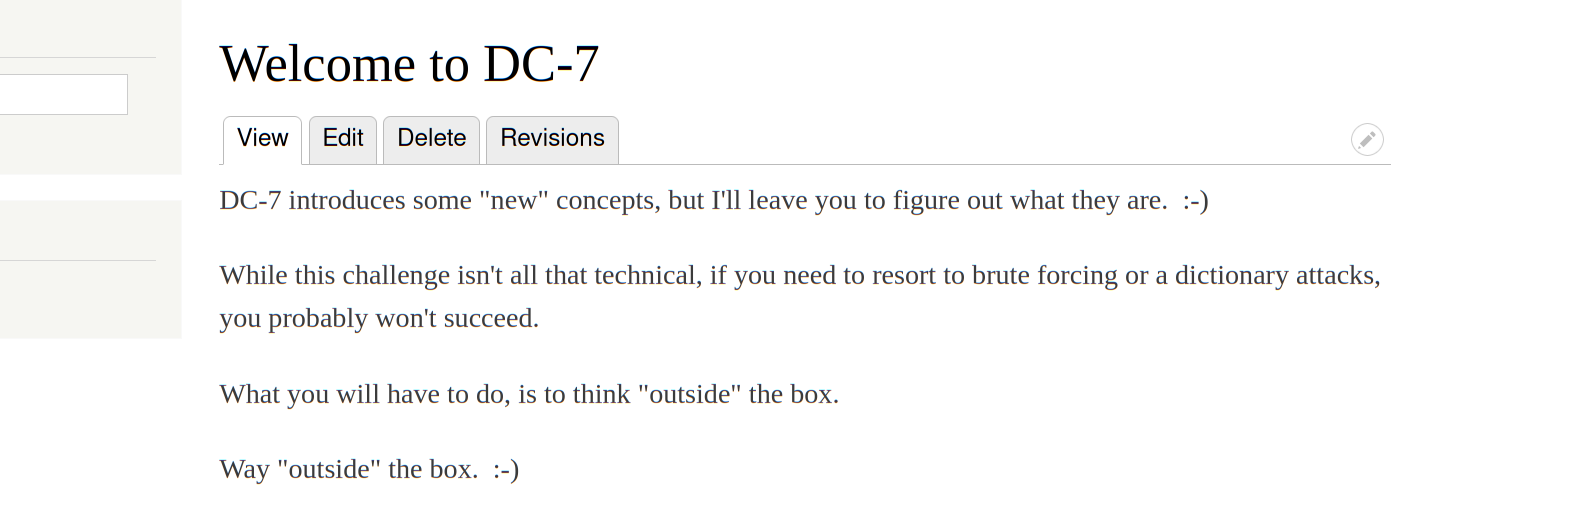 Welcome to DC-7
View Edit Delete Revisions
DC-7 introduces some "new" concepts, but I'll leave you to figure out what they are.  :-)
While this challenge isn't all that technical, if you need to resort to brute forcing or a dictionary attacks,
you probably won't succeed.
What you will have to do, is to think "outside" the box.
Way "outside" the box.  :-)